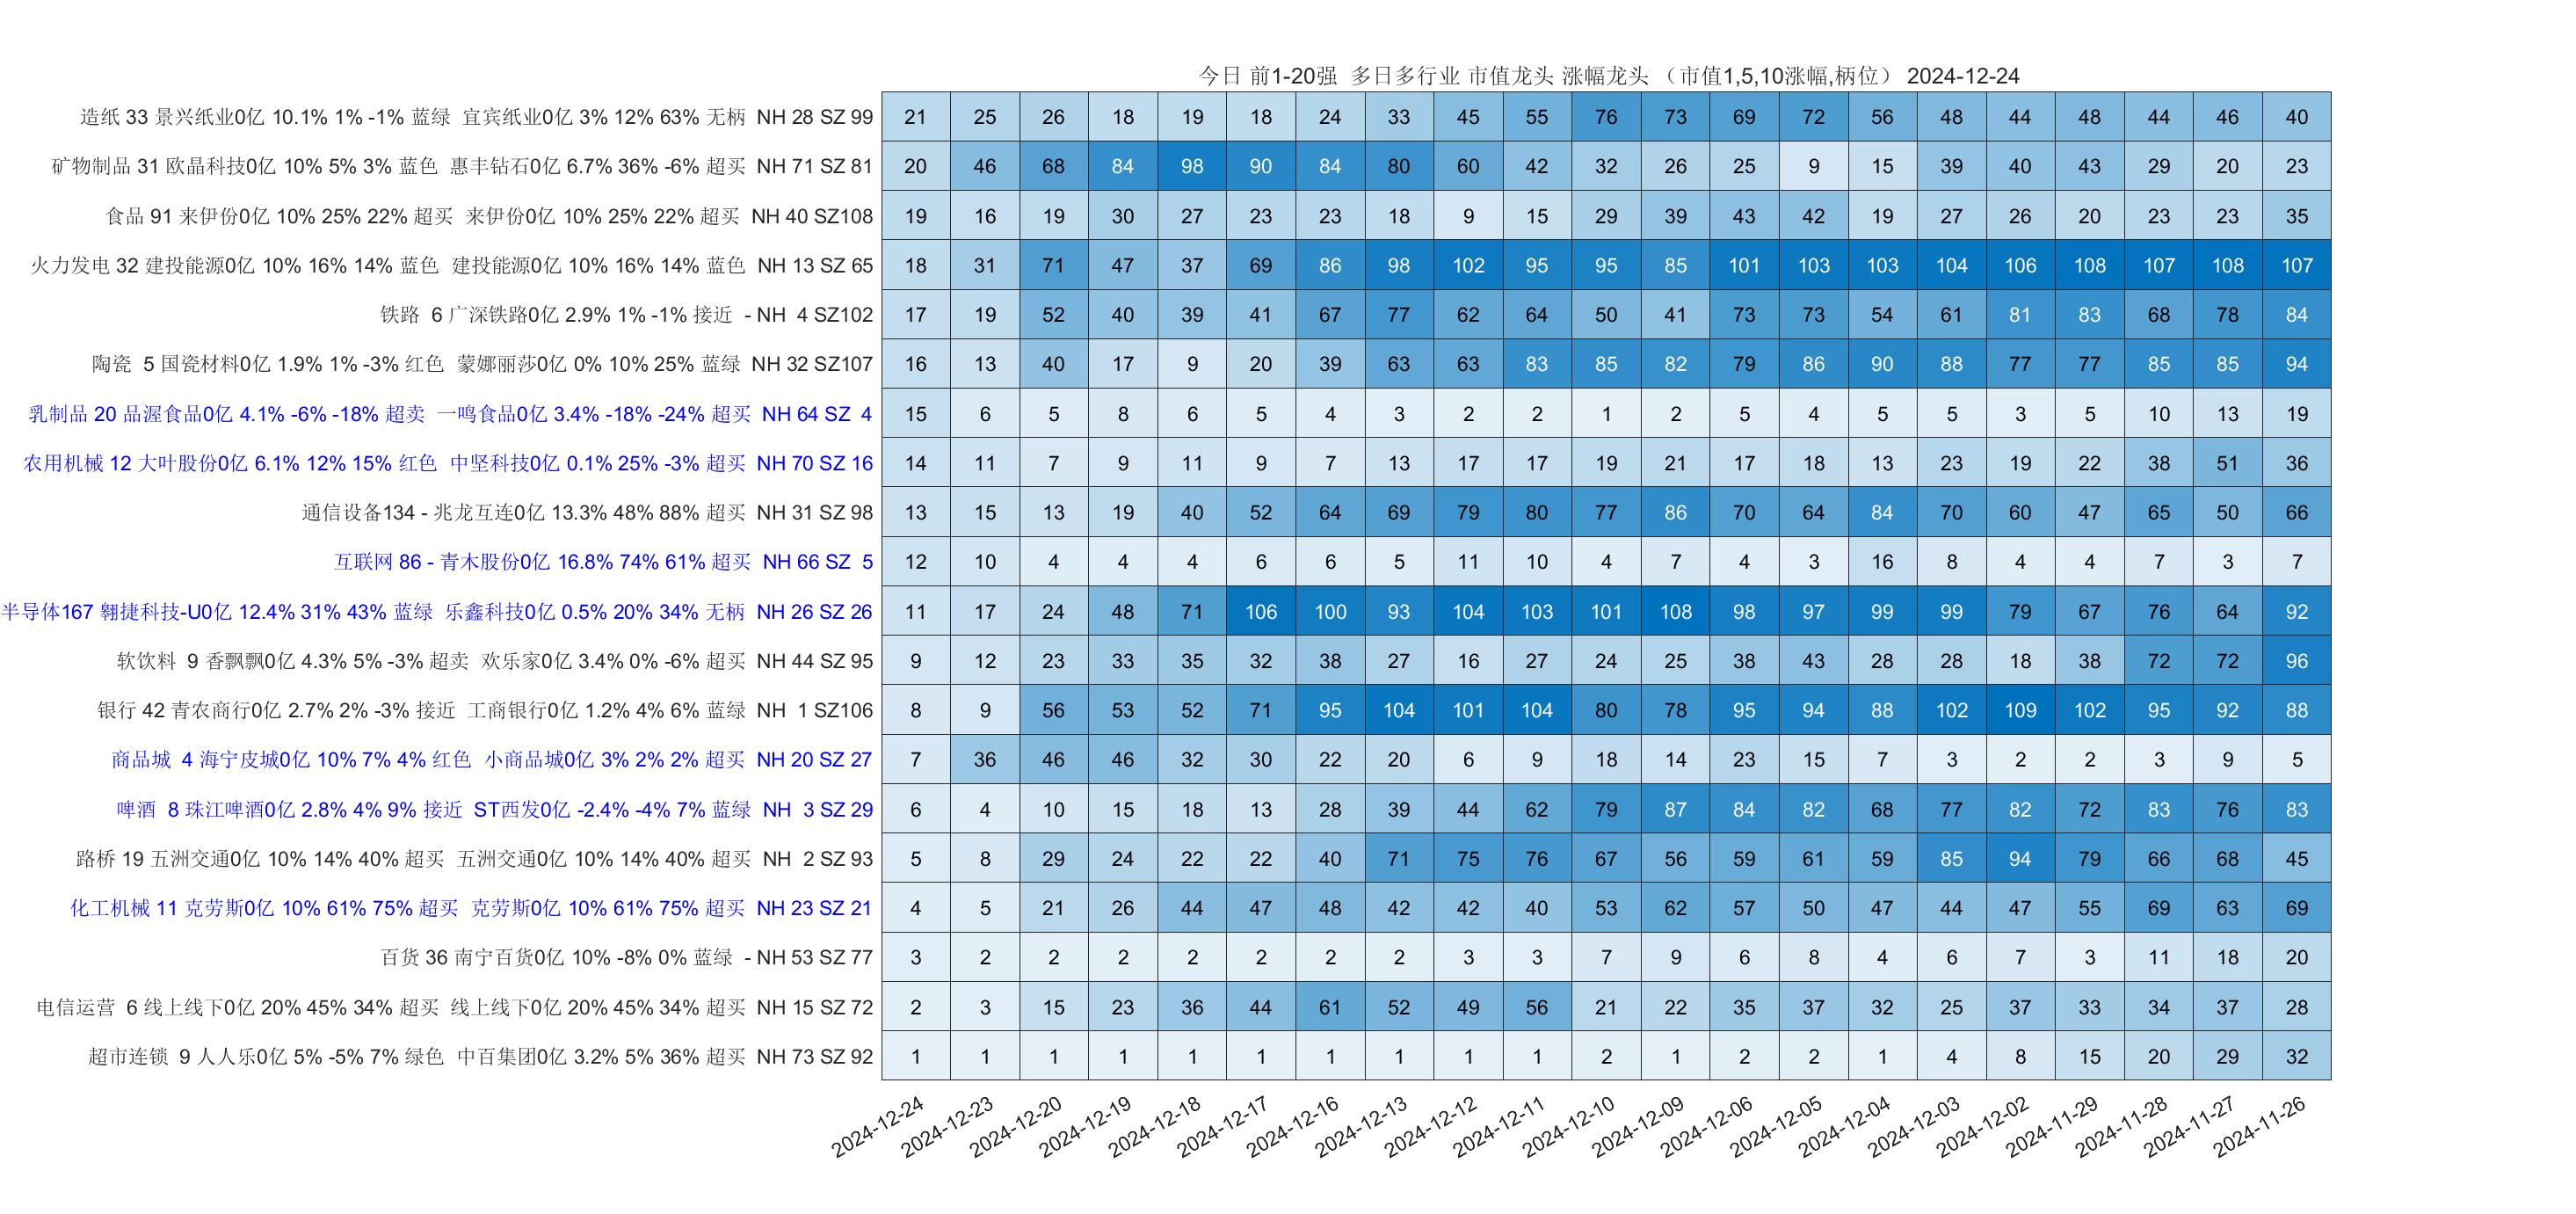 今日 前1-20强 多日多行业 市值龙头 涨幅龙头 （市值1,5,10涨幅,柄位） 2024-12-24
造纸 33 景兴纸业0亿 10.1% 1% -1% 蓝绿 宜宾纸业0亿 3% 12% 63% 无柄 NH 28 SZ 99 21 25 26 18 19 18 24 33 45 55 76 73 69 72 56 48 44 48 44 46 40
矿物制品 31 欧晶科技0亿 10% 5% 3% 蓝色 惠丰钻石0亿 6.7% 36% -6% 超买 NH 71 SZ 81 20 46 68 84 98 90 84 80 60 42 32 26 25 9 15 39 40 43 29 20 23
食品 91 来伊份0亿 10% 25% 22% 超买 来伊份0亿 10% 25% 22% 超买 NH 40 SZ108 19 16 19 30 27 23 23 18 9 15 29 39 43 42 19 27 26 20 23 23 35
火力发电 32 建投能源0亿 10% 16% 14% 蓝色 建投能源0亿 10% 16% 14% 蓝色 NH 13 SZ 65 18 31 71 47 37 69 86 98 102 95 95 85 101 103 103 104 106 108 107 108 107
铁路 6 广深铁路0亿 2.9% 1% -1% 接近 - NH 4 SZ102 17 19 52 40 39 41 67 77 62 64 50 41 73 73 54 61 81 83 68 78 84
陶瓷 5 国瓷材料0亿 1.9% 1% -3% 红色 蒙娜丽莎0亿 0% 10% 25% 蓝绿 NH 32 SZ107 16 13 40 17 9 20 39 63 63 83 85 82 79 86 90 88 77 77 85 85 94
乳制品 20 品渥食品0亿 4.1% -6% -18% 超卖 一鸣食品0亿 3.4% -18% -24% 超买 NH 64 SZ 4 15 6 5 8 6 5 4 3 2 2 1 2 5 4 5 5 3 5 10 13 19
农用机械 12 大叶股份0亿 6.1% 12% 15% 红色 中坚科技0亿 0.1% 25% -3% 超买 NH 70 SZ 16 14 11 7 9 11 9 7 13 17 17 19 21 17 18 13 23 19 22 38 51 36
通信设备134 - 兆龙互连0亿 13.3% 48% 88% 超买 NH 31 SZ 98 13 15 13 19 40 52 64 69 79 80 77 86 70 64 84 70 60 47 65 50 66
互联网 86 - 青木股份0亿 16.8% 74% 61% 超买 NH 66 SZ 5 12 10 4 4 4 6 6 5 11 10 4 7 4 3 16 8 4 4 7 3 7
半导体167 翱捷科技-U0亿 12.4% 31% 43% 蓝绿 乐鑫科技0亿 0.5% 20% 34% 无柄 NH 26 SZ 26 11 17 24 48 71 106 100 93 104 103 101 108 98 97 99 99 79 67 76 64 92
软饮料 9 香飘飘0亿 4.3% 5% -3% 超卖 欢乐家0亿 3.4% 0% -6% 超买 NH 44 SZ 95 9 12 23 33 35 32 38 27 16 27 24 25 38 43 28 28 18 38 72 72 96
银行 42 青农商行0亿 2.7% 2% -3% 接近 工商银行0亿 1.2% 4% 6% 蓝绿 NH 1 SZ106 8 9 56 53 52 71 95 104 101 104 80 78 95 94 88 102 109 102 95 92 88
商品城 4 海宁皮城0亿 10% 7% 4% 红色 小商品城0亿 3% 2% 2% 超买 NH 20 SZ 27 7 36 46 46 32 30 22 20 6 9 18 14 23 15 7 3 2 2 3 9 5
啤酒 8 珠江啤酒0亿 2.8% 4% 9% 接近 ST西发0亿 -2.4% -4% 7% 蓝绿 NH 3 SZ 29 6 4 10 15 18 13 28 39 44 62 79 87 84 82 68 77 82 72 83 76 83
路桥 19 五洲交通0亿 10% 14% 40% 超买 五洲交通0亿 10% 14% 40% 超买 NH 2 SZ 93 5 8 29 24 22 22 40 71 75 76 67 56 59 61 59 85 94 79 66 68 45
化工机械 11 克劳斯0亿 10% 61% 75% 超买 克劳斯0亿 10% 61% 75% 超买 NH 23 SZ 21 4 5 21 26 44 47 48 42 42 40 53 62 57 50 47 44 47 55 69 63 69
百货 36 南宁百货0亿 10% -8% 0% 蓝绿 - NH 53 SZ 77 3 2 2 2 2 2 2 2 3 3 7 9 6 8 4 6 7 3 11 18 20
电信运营 6 线上线下0亿 20% 45% 34% 超买 线上线下0亿 20% 45% 34% 超买 NH 15 SZ 72 2 3 15 23 36 44 61 52 49 56 21 22 35 37 32 25 37 33 34 37 28
超市连锁 9 人人乐0亿 5% -5% 7% 绿色 中百集团0亿 3.2% 5% 36% 超买 NH 73 SZ 92 1 1 1 1 1 1 1 1 1 1 2 1 2 2 1 4 8 15 20 29 32
2024-12-24 2024-12-23 2024-12-20 2024-12-19 2024-12-18 2024-12-17 2024-12-16 2024-12-13 2024-12-12 2024-12-11 2024-12-10 2024-12-09 2024-12-06 2024-12-05 2024-12-04 2024-12-03 2024-12-02 2024-11-29 2024-11-28 2024-11-27 2024-11-26